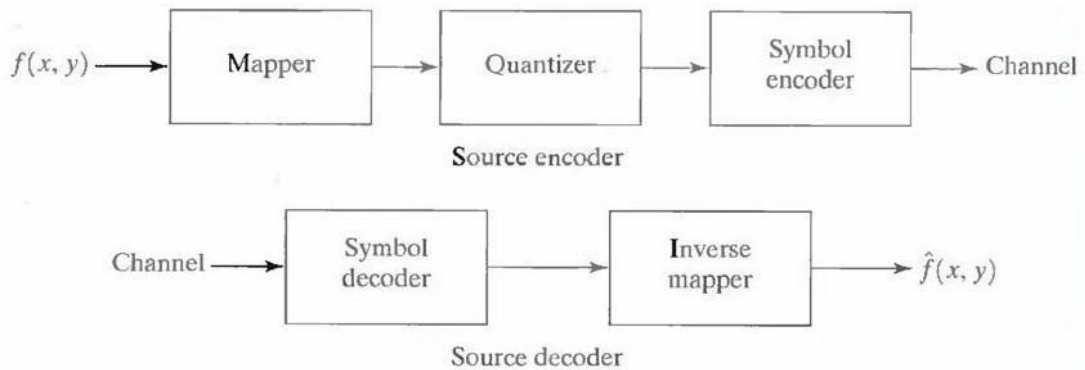 f(x, y)
Mapper
Quantizer
Symbol
encoder
Channel
Source encoder
Channel
Symbol
decoder
Inverse
mapper
f̂(x, y)
Source decoder